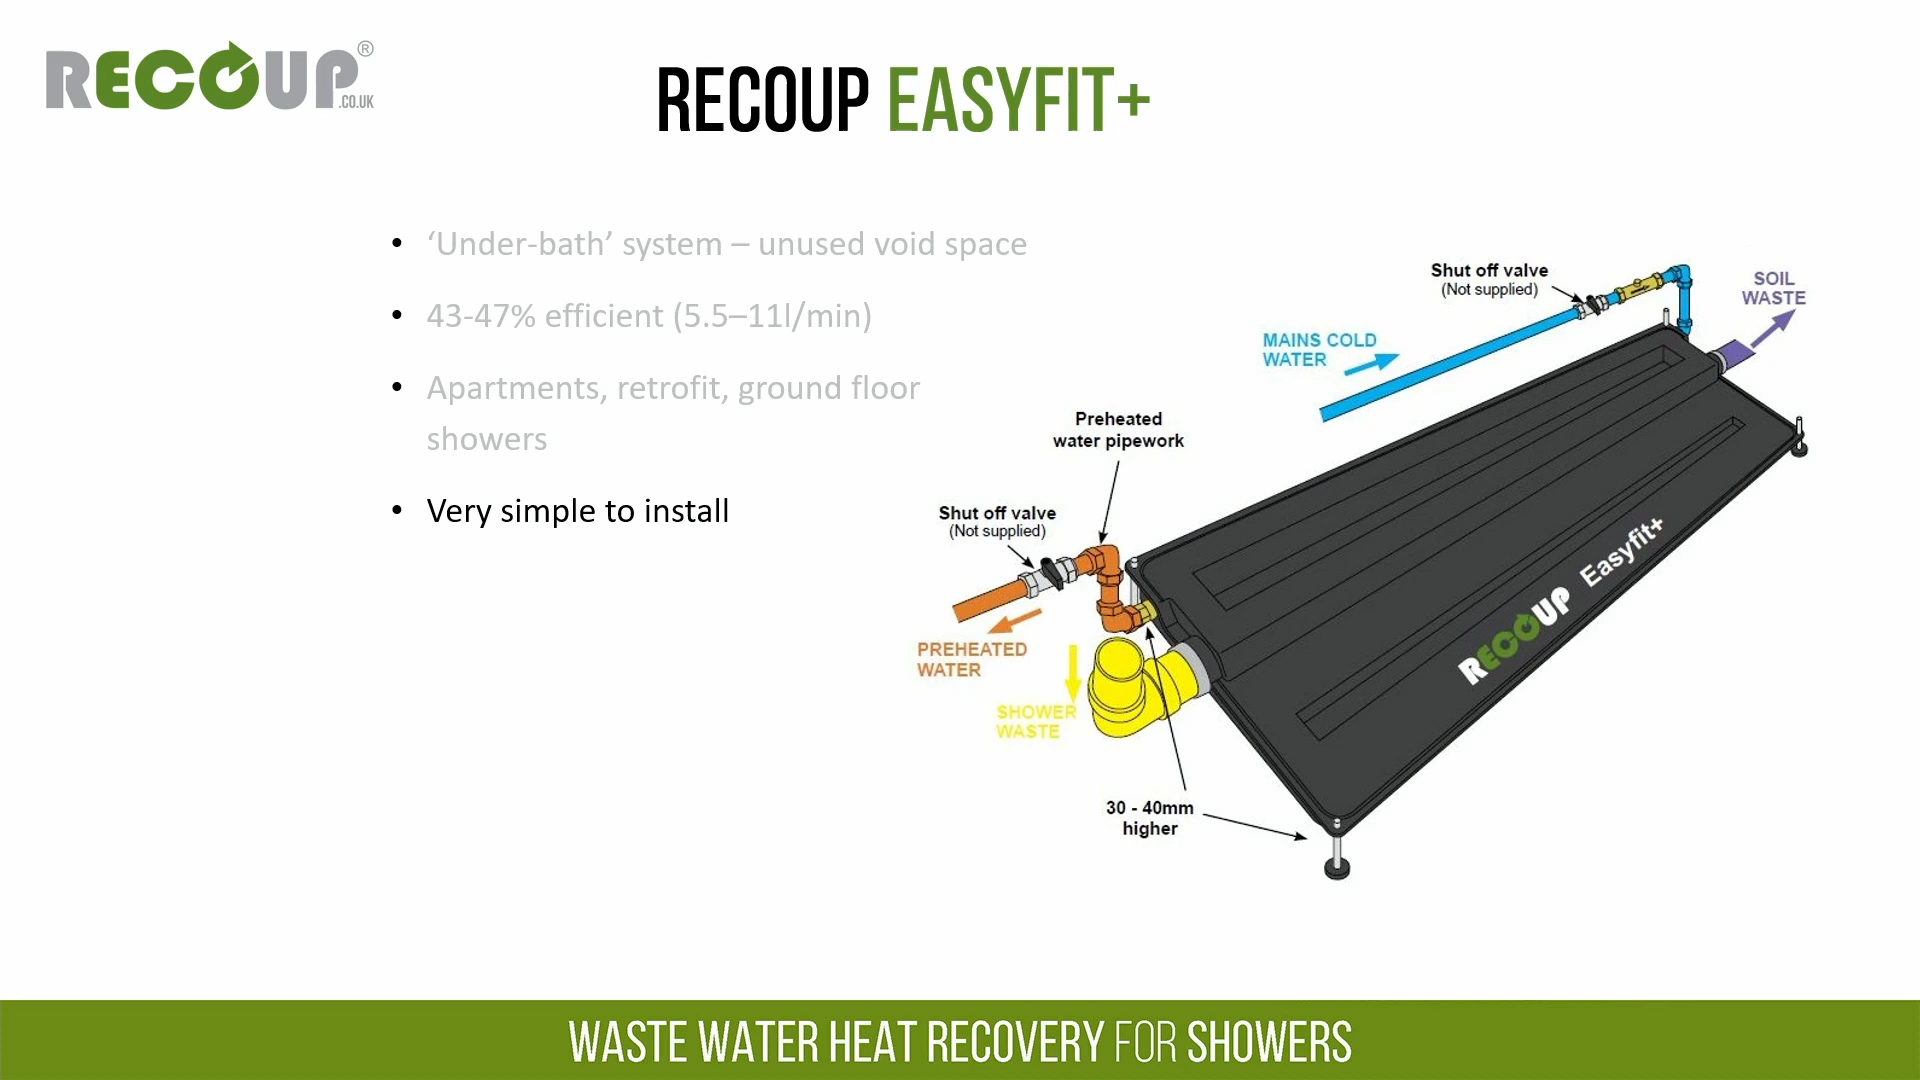 RECOUP®
.CO.UK
RECOUP EASYFIT+
• ‘Under-bath’ system – unused void space
• 43-47% efficient (5.5–11l/min)
• Apartments, retrofit, ground floor
showers
• Very simple to install
Shut off valve
(Not supplied)
SOIL
WASTE
MAINS COLD
WATER
Preheated
water pipework
Shut off valve
(Not supplied)
PREHEATED
WATER
SHOWER
WASTE
RECOUP Easyfit+
30 - 40mm
higher
WASTE WATER HEAT RECOVERY FOR SHOWERS